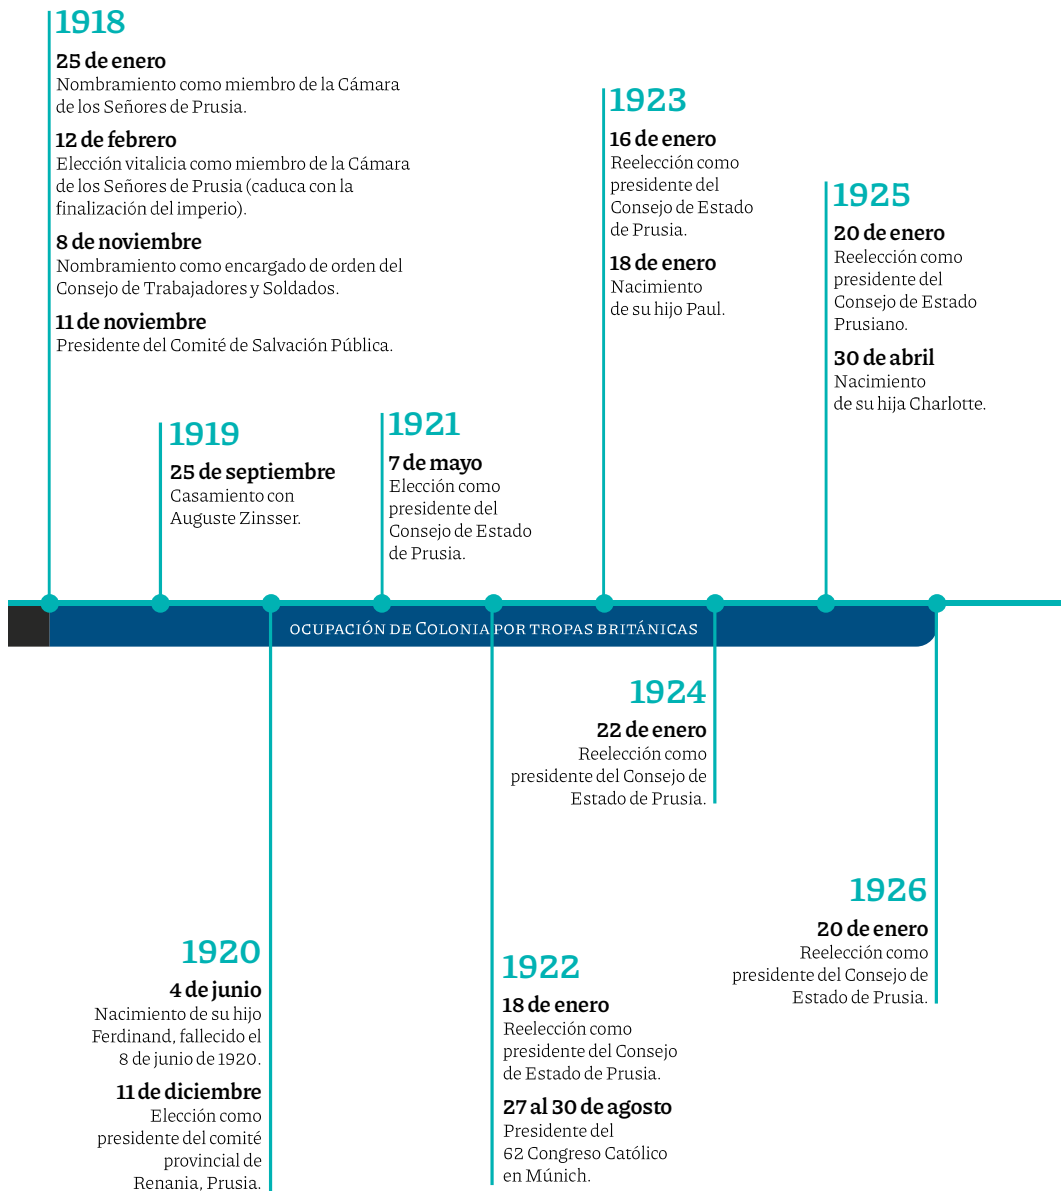 1918
25 de enero
Nombramiento como miembro de la Cámara
de los Señores de Prusia.
12 de febrero
Elección vitalicia como miembro de la Cámara
de los Señores de Prusia (caduca con la
finalización del imperio).
8 de noviembre
Nombramiento como encargado de orden del
Consejo de Trabajadores y Soldados.
11 de noviembre
Presidente del Comité de Salvación Pública.
1919
25 de septiembre
Casamiento con
Auguste Zinsser.
1921
7 de mayo
Elección como
presidente del
Consejo de Estado
de Prusia.
1923
16 de enero
Reelección como
presidente del
Consejo de Estado
de Prusia.
18 de enero
Nacimiento
de su hijo Paul.
1925
20 de enero
Reelección como
presidente del
Consejo de Estado
Prusiano.
30 de abril
Nacimiento
de su hija Charlotte.
OCUPACIÓN DE COLONIA POR TROPAS BRITÁNICAS
1920
4 de junio
Nacimiento de su hijo
Ferdinand, fallecido el
8 de junio de 1920.
11 de diciembre
Elección como
presidente del comité
provincial de
Renania, Prusia.
1922
18 de enero
Reelección como
presidente del Consejo
de Estado de Prusia.
27 al 30 de agosto
Presidente del
62 Congreso Católico
en Múnich.
1924
22 de enero
Reelección como
presidente del Consejo de
Estado de Prusia.
1926
20 de enero
Reelección como
presidente del Consejo de
Estado de Prusia.